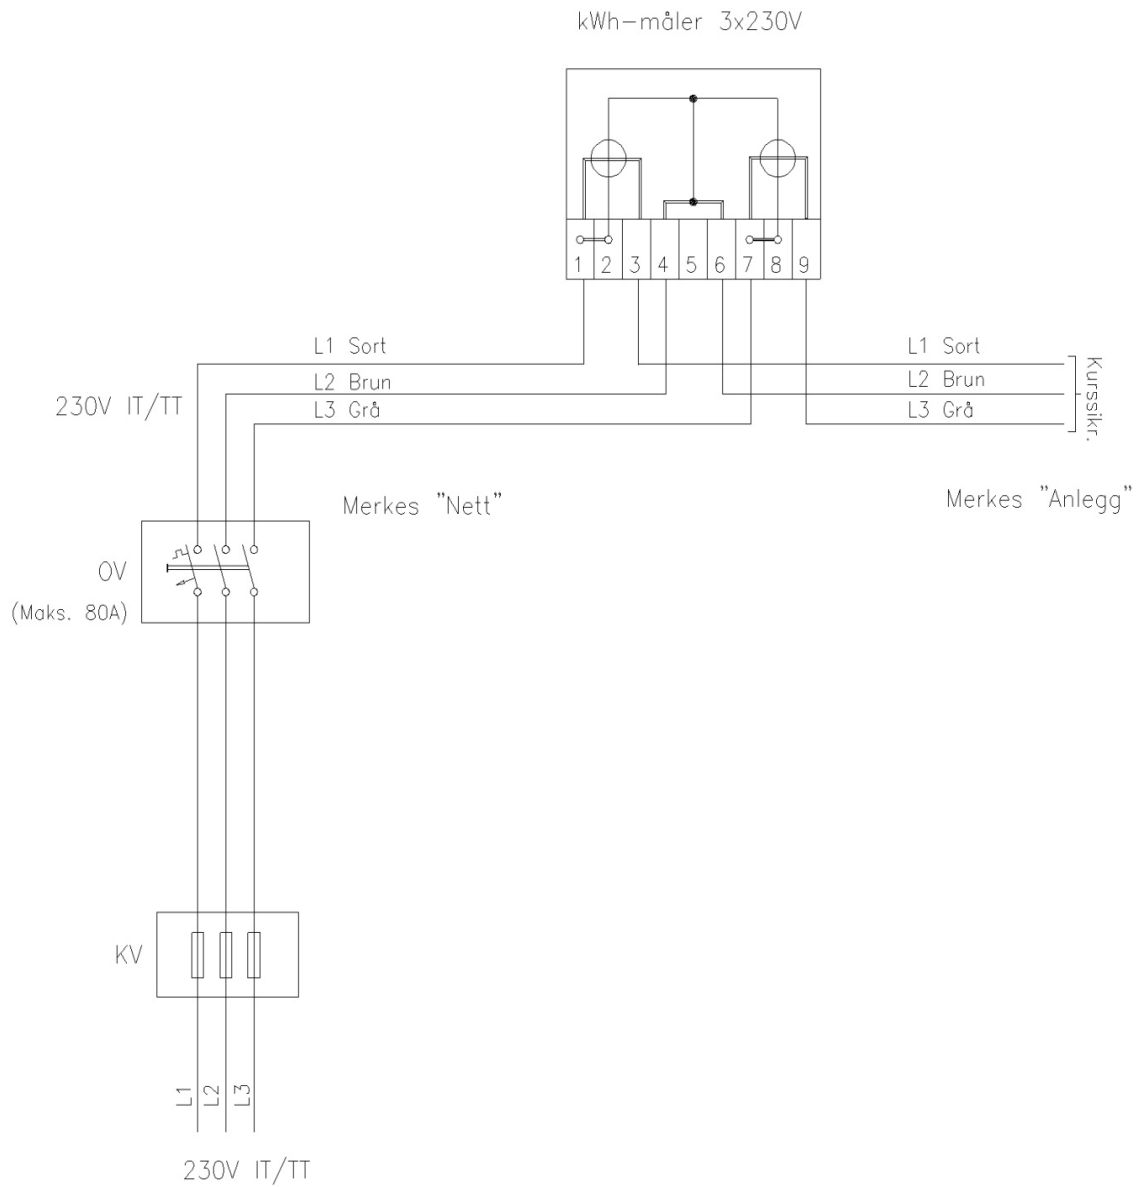 kWh-måler 3x230V
1 2 3 4 5 6 7 8 9
L1 Sort
L2 Brun
L3 Grå
L1 Sort
L2 Brun
L3 Grå
Kurssikr.
230V IT/TT
Merkes "Nett"
Merkes "Anlegg"
OV
(Maks. 80A)
KV
L1
L2
L3
230V IT/TT